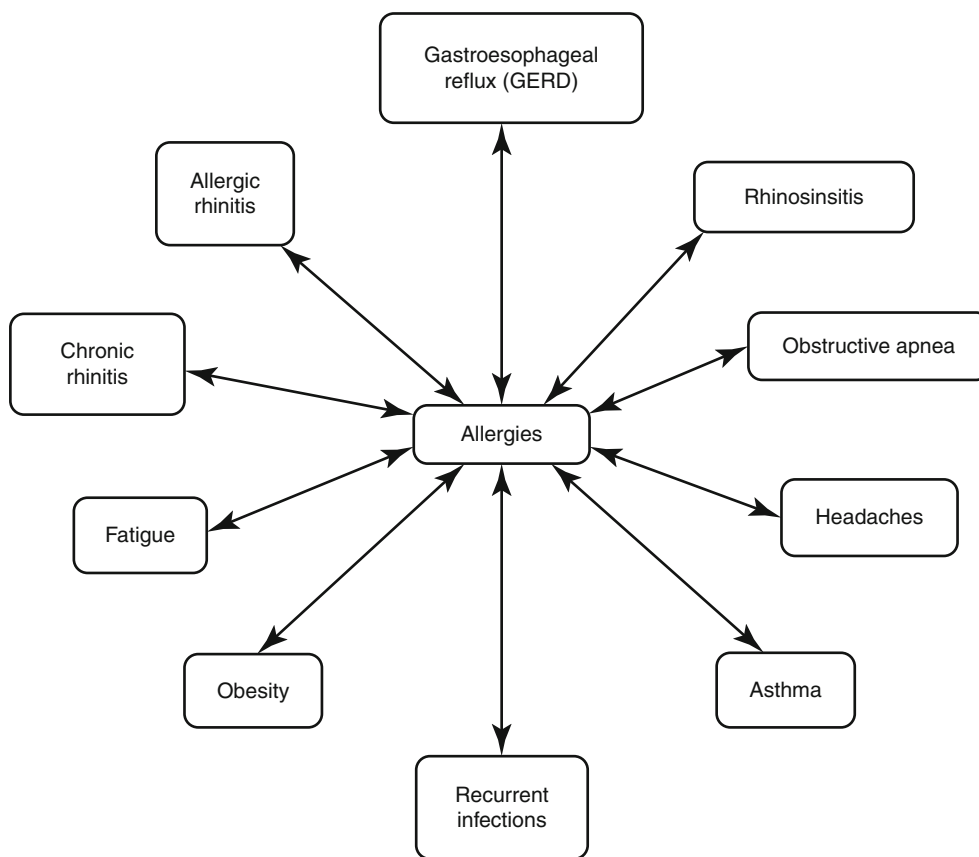 Gastroesophageal
reflux (GERD)
Allergic
rhinitis
Rhinosinsitis
Chronic
rhinitis
Obstructive apnea
Allergies
Fatigue
Headaches
Obesity
Asthma
Recurrent
infections